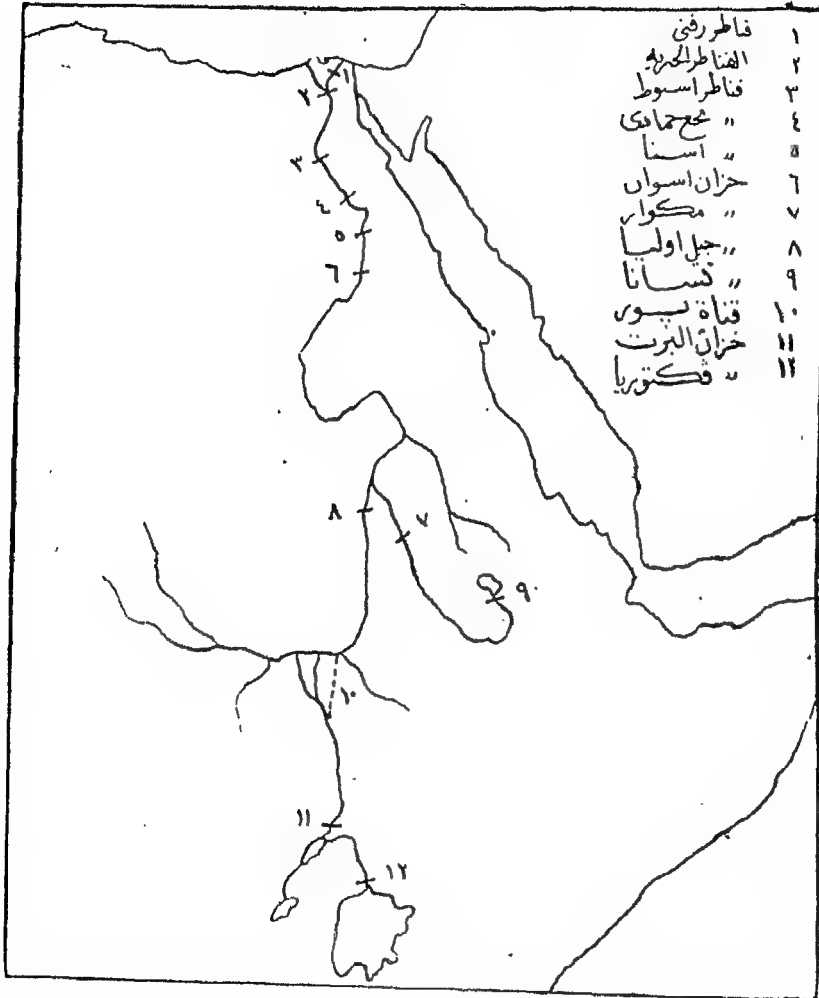 ١ قناطر زفتى
٢ القناطر الخيريه
٣ قناطر اسيوط
٤ " نجع حمادى
٥ " اسنا
٦ خزان اسوان
٧ " مكوار
٨ " جبل اوليا
٩ " تسانا
١٠ قناة بور
١١ خزان البرت
١٢ " فكتوريا
١
٢
٣
٤
٥
٦
٨
٧
٩
١٠
١١
١٢